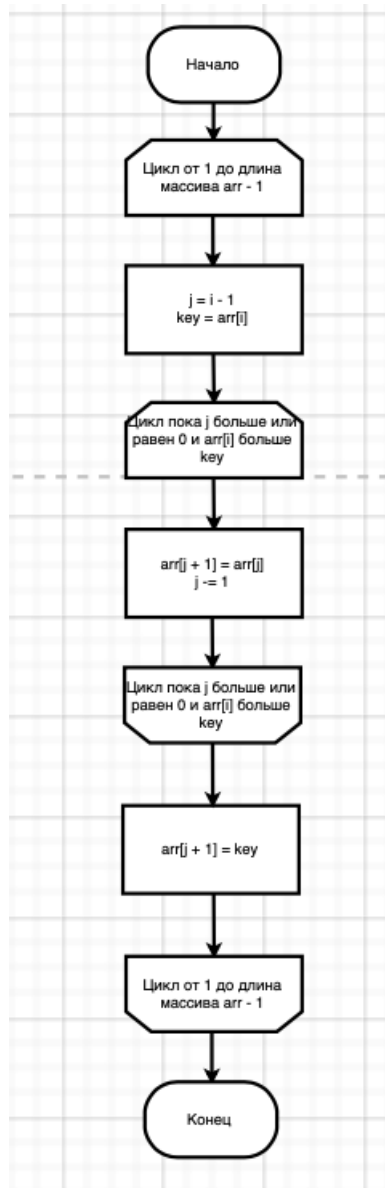 Начало
Цикл от 1 до длина
массива arr - 1
j = i - 1
key = arr[i]
Цикл пока j больше или
равен 0 и arr[i] больше
key
arr[j + 1] = arr[j]
j -= 1
Цикл пока j больше или
равен 0 и arr[i] больше
key
arr[j + 1] = key
Цикл от 1 до длина
массива arr - 1
Конец